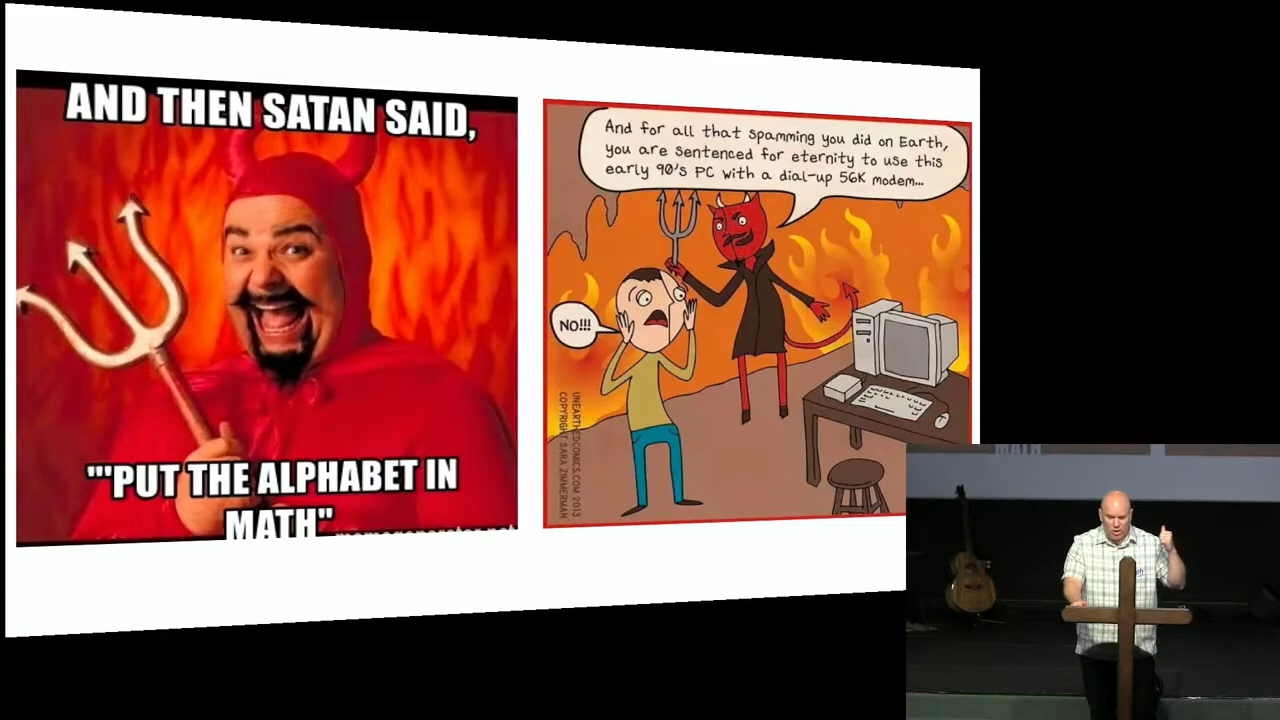 AND THEN SATAN SAID,
"'PUT THE ALPHABET IN
MATH"
And for all that spamming you did on Earth,
you are sentenced for eternity to use this
early 90's PC with a dial-up 56K modem...
NO!!!
UNEARTHEDCOMICS.COM 2013
COPYRIGHT SARA ZIMMERMAN
MATH